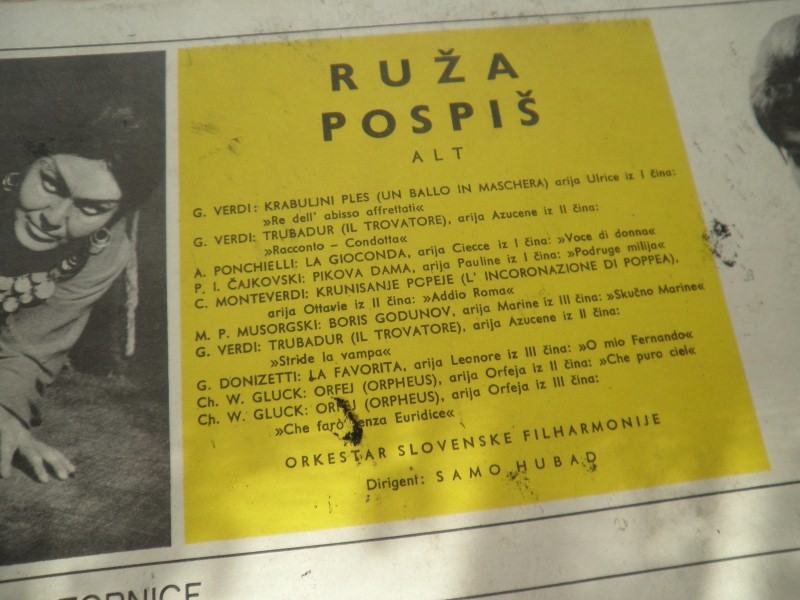 RUŽA
POSPIŠ
ALT
G. VERDI: KRABULJNI PLES (UN BALLO IN MASCHERA) arija Ulrice iz I čina:
»Re dell' abisso affrettati«
G. VERDI: TRUBADUR (IL TROVATORE), arija Azucene iz II čina:
»Racconto – Condotta«
A. PONCHIELLI: LA GIOCONDA, arija Ciecce iz I čina: »Voce di donna«
P. I. ČAJKOVSKI: PIKOVA DAMA, arija Pauline iz I čina: »Podruge milija«
C. MONTEVERDI: KRUNISANJE POPEJE (L' INCORONAZIONE DI POPPEA),
arija Ottavie iz II čina: »Addio Roma«
M. P. MUSORGSKI: BORIS GODUNOV, arija Marine iz III čina: »Skučno Marine«
G. VERDI: TRUBADUR (IL TROVATORE), arija Azucene iz II čina:
»Stride la vampa«
G. DONIZETTI: LA FAVORITA, arija Leonore iz III čina: »O mio Fernando«
Ch. W. GLUCK: ORFEJ (ORPHEUS), arija Orfeja iz II čina: »Che puro ciel«
Ch. W. GLUCK: ORFEJ (ORPHEUS), arija Orfeja iz III čina:
»Che farò senza Euridice«
ORKESTAR SLOVENSKE FILHARMONIJE
Dirigent: SAMO HUBAD